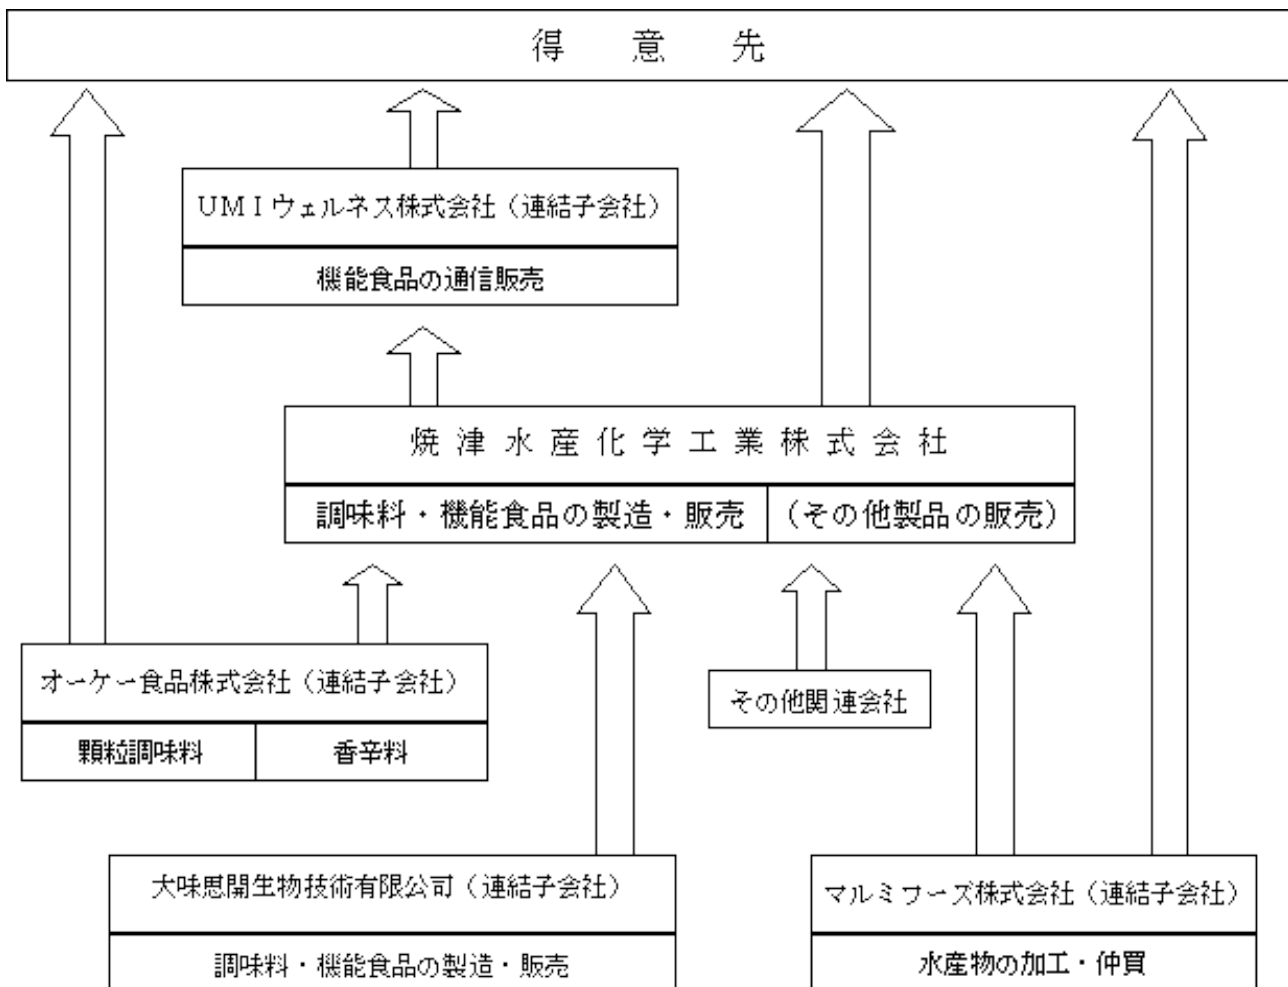 得意先
UMIウェルネス株式会社（連結子会社）
機能食品の通信販売
焼津水産化学工業株式会社
調味料・機能食品の製造・販売
（その他製品の販売）
オーケー食品株式会社（連結子会社）
顆粒調味料
香辛料
その他関連会社
大味思開生物技術有限公司（連結子会社）
調味料・機能食品の製造・販売
マルミフーズ株式会社（連結子会社）
水産物の加工・仲買